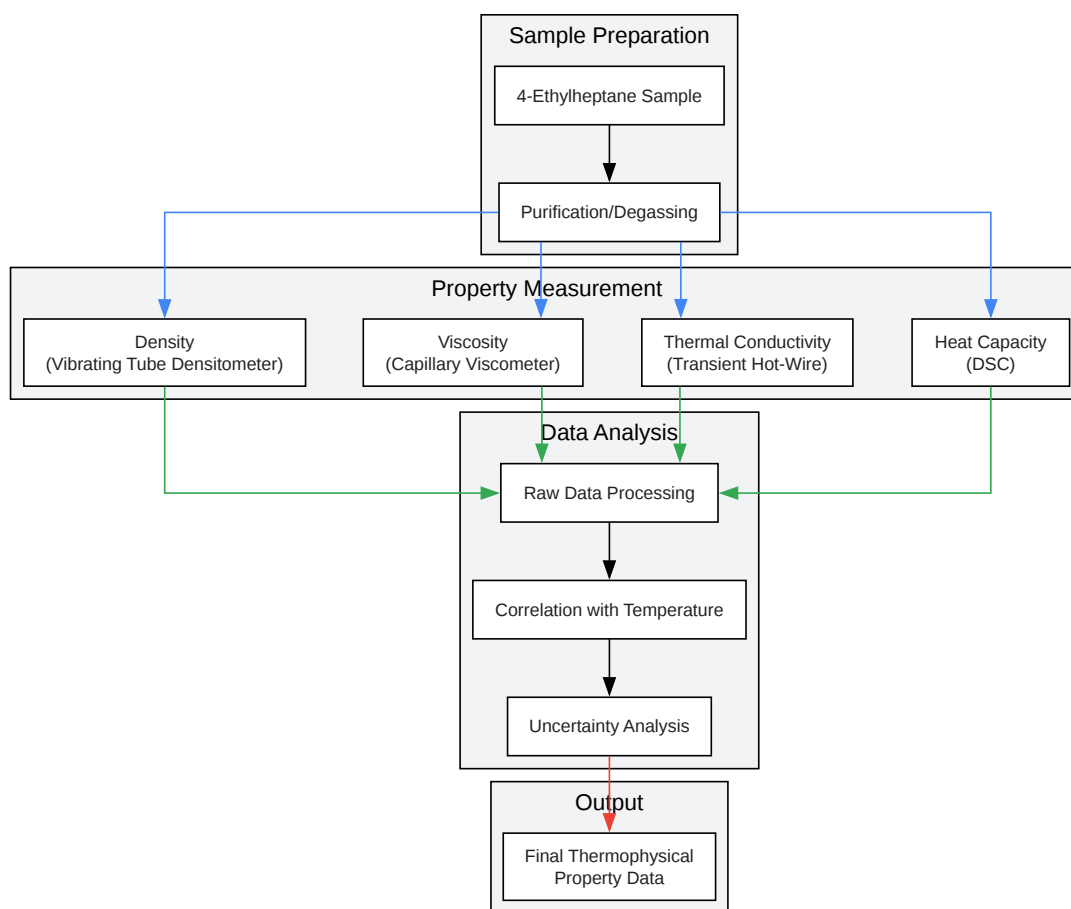 Sample Preparation
4-Ethylheptane Sample
Purification/Degassing
Property Measurement
Density
(Vibrating Tube Densitometer)
Viscosity
(Capillary Viscometer)
Thermal Conductivity
(Transient Hot-Wire)
Heat Capacity
(DSC)
Data Analysis
Raw Data Processing
Correlation with Temperature
Uncertainty Analysis
Output
Final Thermophysical
Property Data